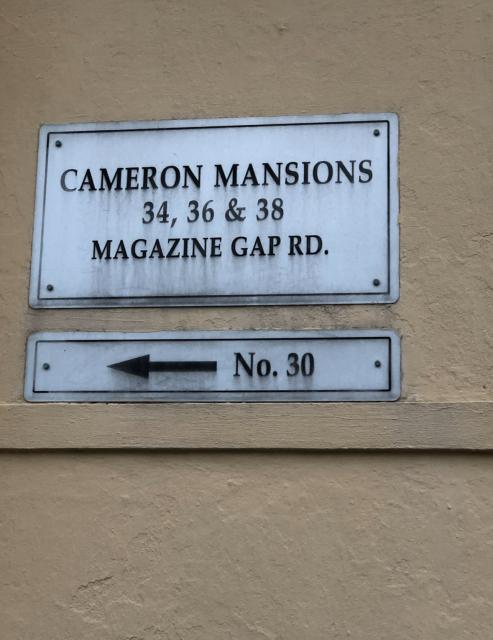 CAMERON MANSIONS
34, 36 & 38
MAGAZINE GAP RD.
No. 30